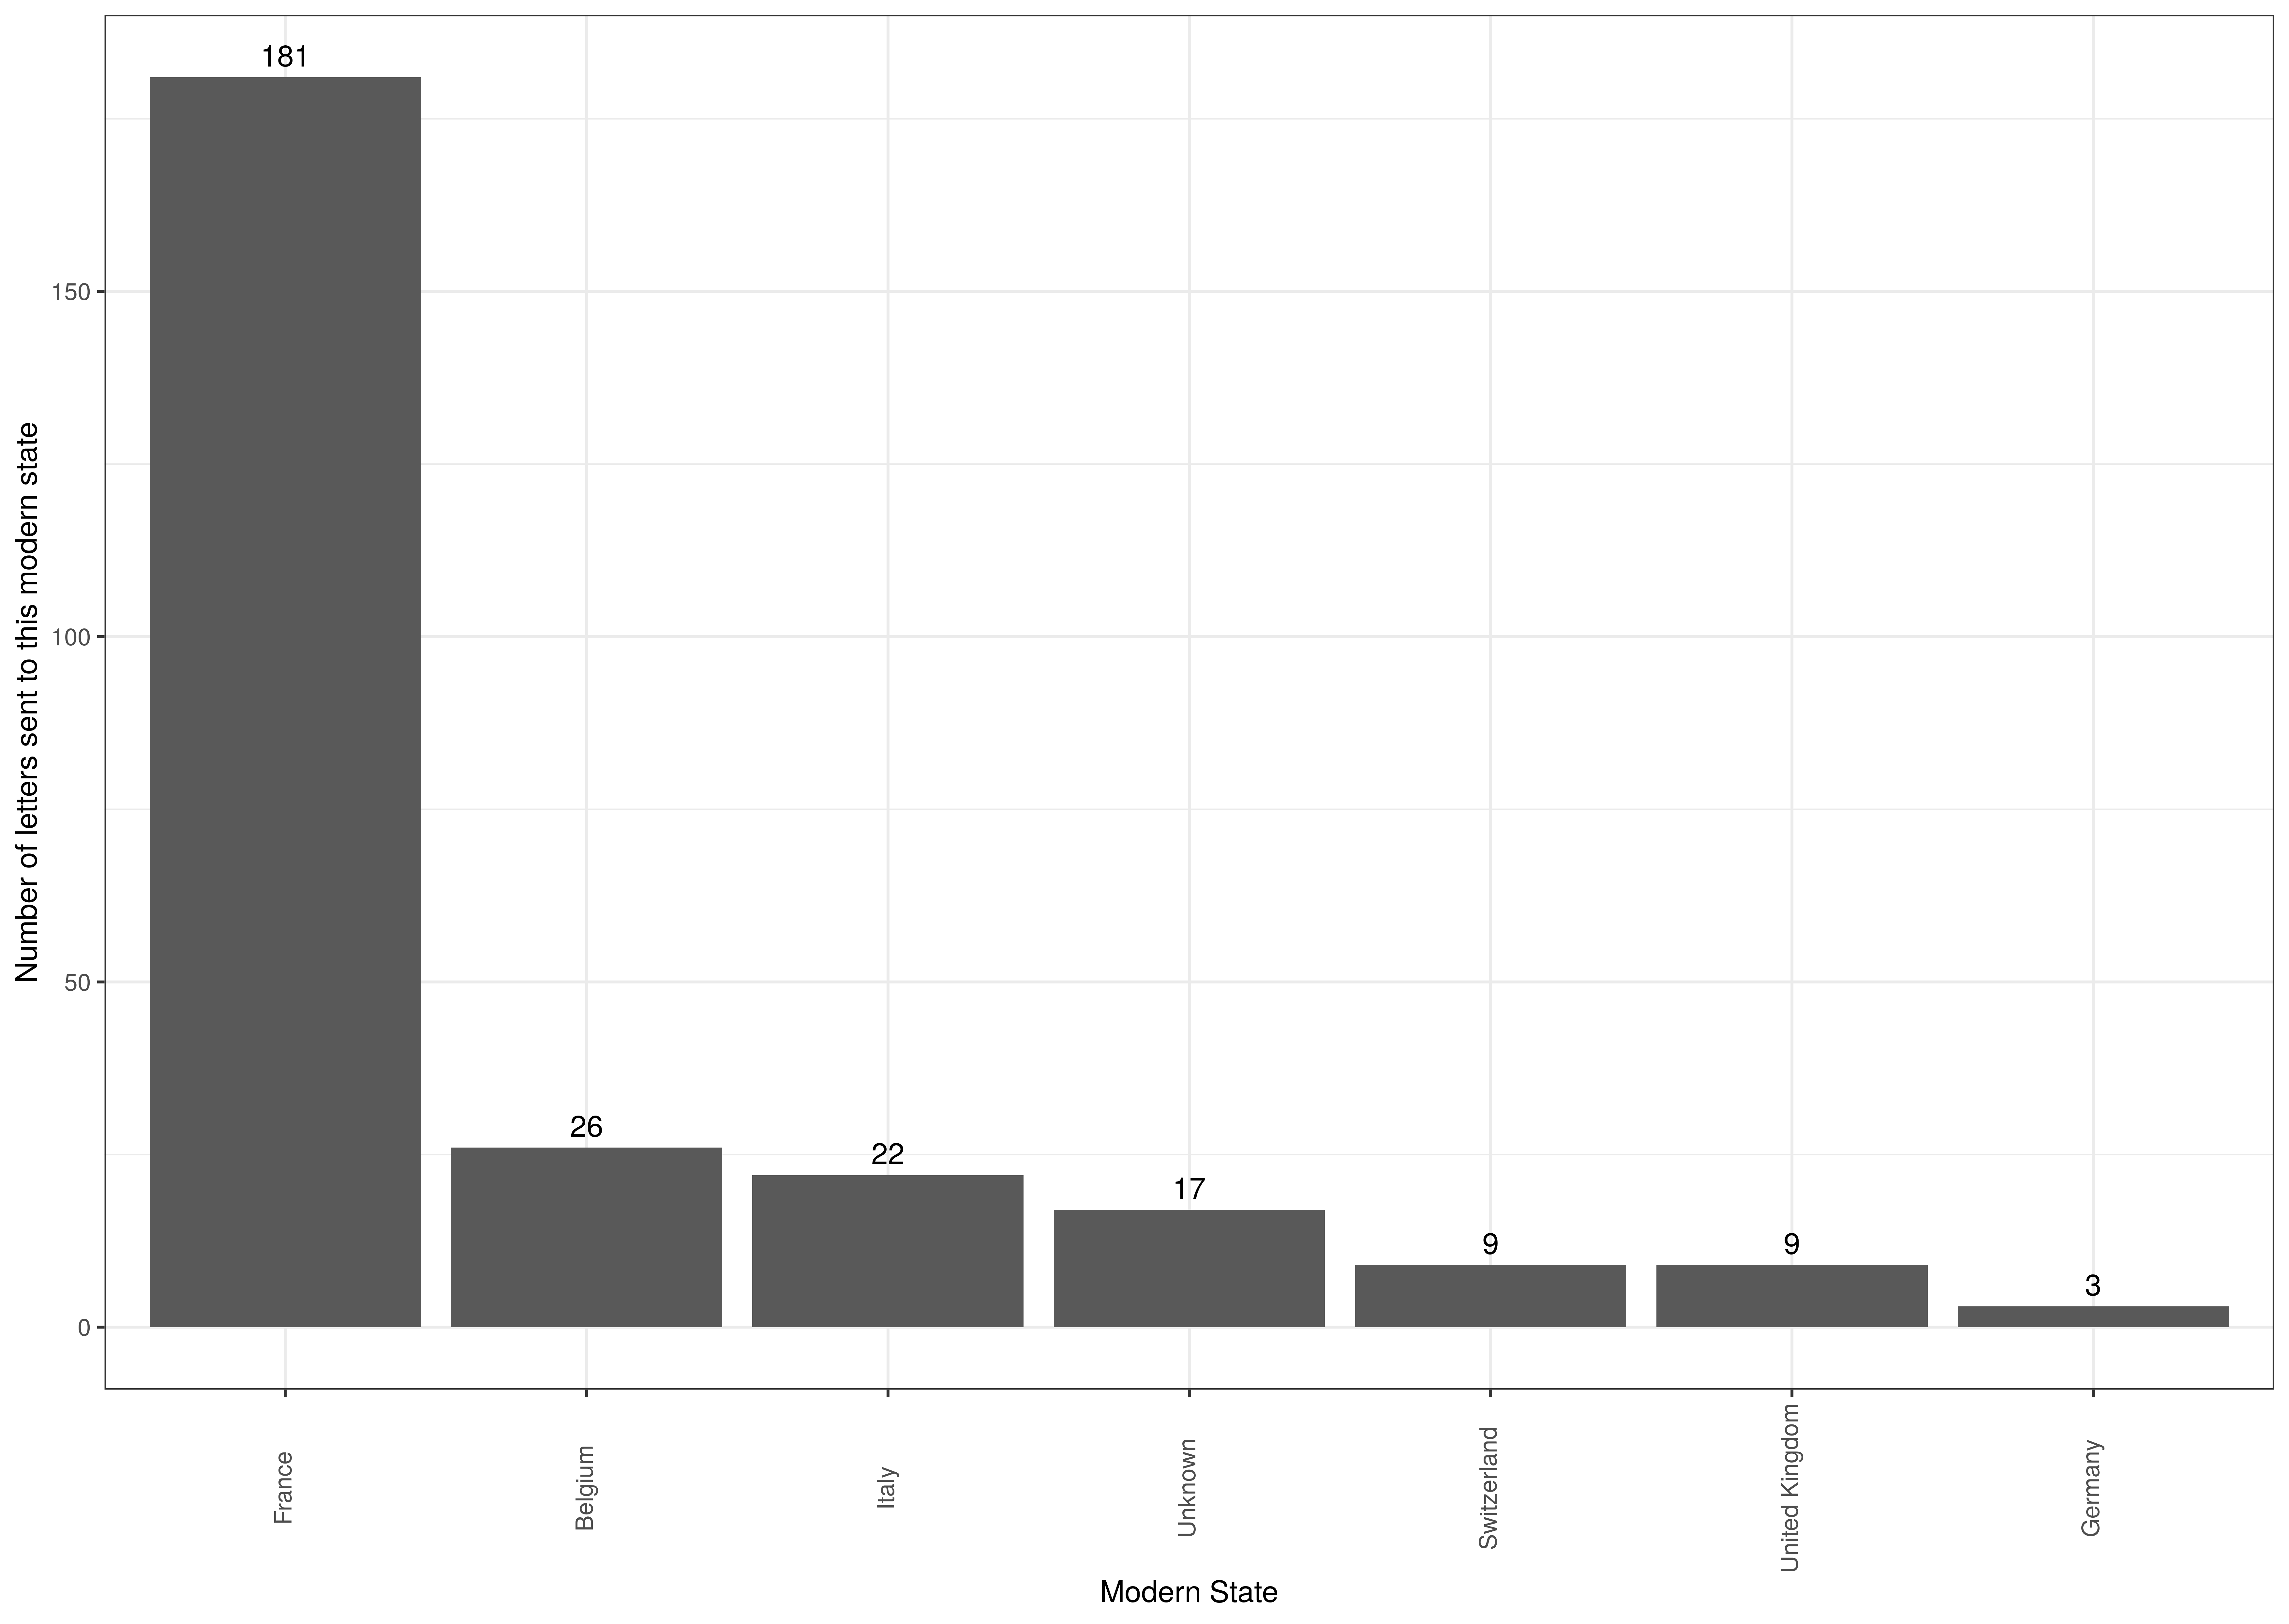 Number of letters sent to this modern state
150
100
50
0
181
26
22
17
9
9
3
France
Belgium
Italy
Unknown
Switzerland
United Kingdom
Germany
Modern State